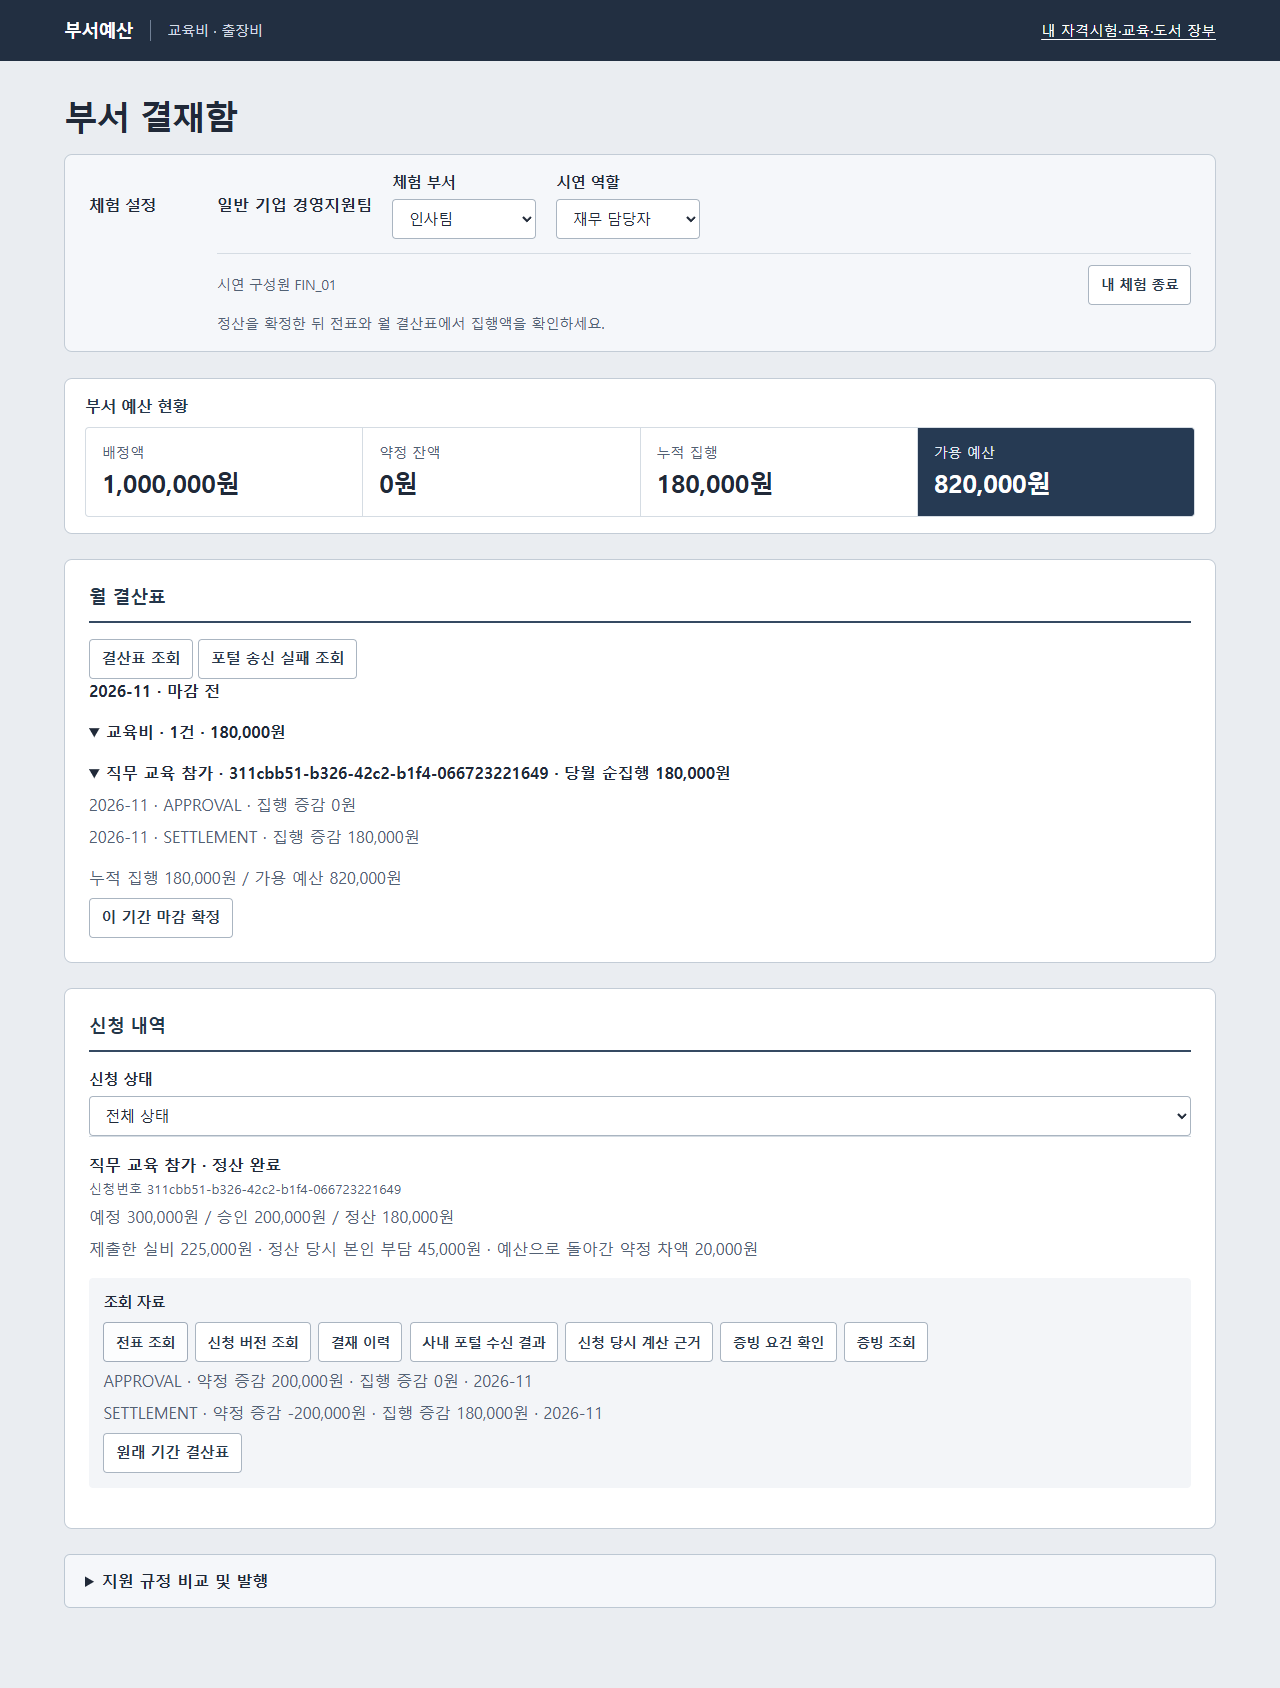 부서예산
교육비 · 출장비
내 자격시험·교육·도서 장부
부서 결재함
체험 설정
일반 기업 경영지원팀
체험 부서
인사팀
시연 역할
재무 담당자
시연 구성원 FIN_01
내 체험 종료
정산을 확정한 뒤 전표와 월 결산표에서 집행액을 확인하세요.
부서 예산 현황
배정액
1,000,000원
약정 잔액
0원
누적 집행
180,000원
가용 예산
820,000원
월 결산표
결산표 조회
포털 송신 실패 조회
2026-11 · 마감 전
▼ 교육비 · 1건 · 180,000원
▼ 직무 교육 참가 · 311cbb51-b326-42c2-b1f4-066723221649 · 당월 순집행 180,000원
2026-11 · APPROVAL · 집행 증감 0원
2026-11 · SETTLEMENT · 집행 증감 180,000원
누적 집행 180,000원 / 가용 예산 820,000원
이 기간 마감 확정
신청 내역
신청 상태
전체 상태
직무 교육 참가 · 정산 완료
신청번호 311cbb51-b326-42c2-b1f4-066723221649
예정 300,000원 / 승인 200,000원 / 정산 180,000원
제출한 실비 225,000원 · 정산 당시 본인 부담 45,000원 · 예산으로 돌아간 약정 차액 20,000원
조회 자료
전표 조회
신청 버전 조회
결재 이력
사내 포털 수신 결과
신청 당시 계산 근거
증빙 요건 확인
증빙 조회
APPROVAL · 약정 증감 200,000원 · 집행 증감 0원 · 2026-11
SETTLEMENT · 약정 증감 -200,000원 · 집행 증감 180,000원 · 2026-11
원래 기간 결산표
▶ 지원 규정 비교 및 발행